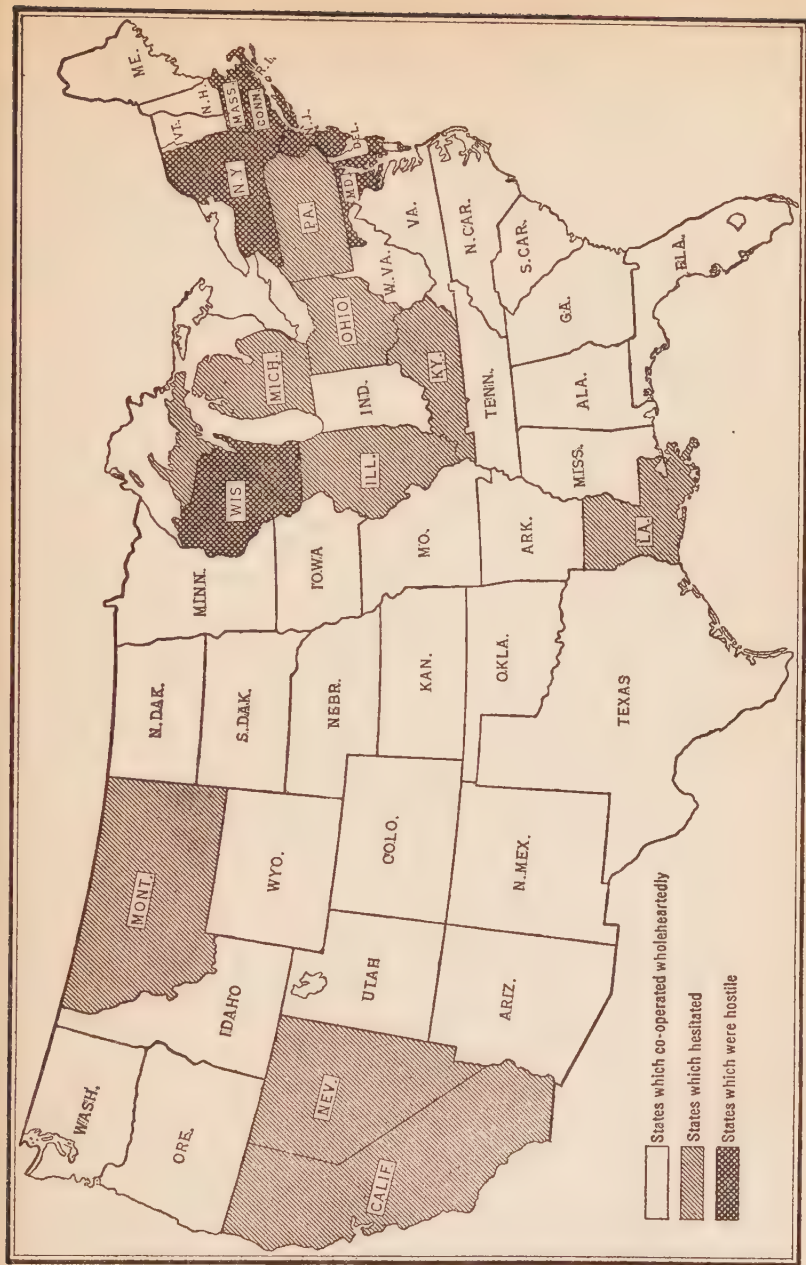 WASH.
ORE.
CALIF
NEV.
IDAHO
MONT.
WYO.
UTAH
ARIZ.
COLO.
N.MEX.
N.DAK.
S.DAK.
NEBR.
KAN.
OKLA.
TEXAS
MINN.
IOWA
MO.
ARK.
LA.
WIS
ILL.
MICH.
IND.
OHIO
KY.
TENN.
MISS.
ALA.
GA.
FLA.
S.CAR.
N.CAR.
VA.
W.VA.
PA.
N.Y
MD.
DEL.
N.J.
CONN.
R.I.
MASS.
VT.
N.H.
ME.
States which co-operated wholeheartedly
States which hesitated
States which were hostile